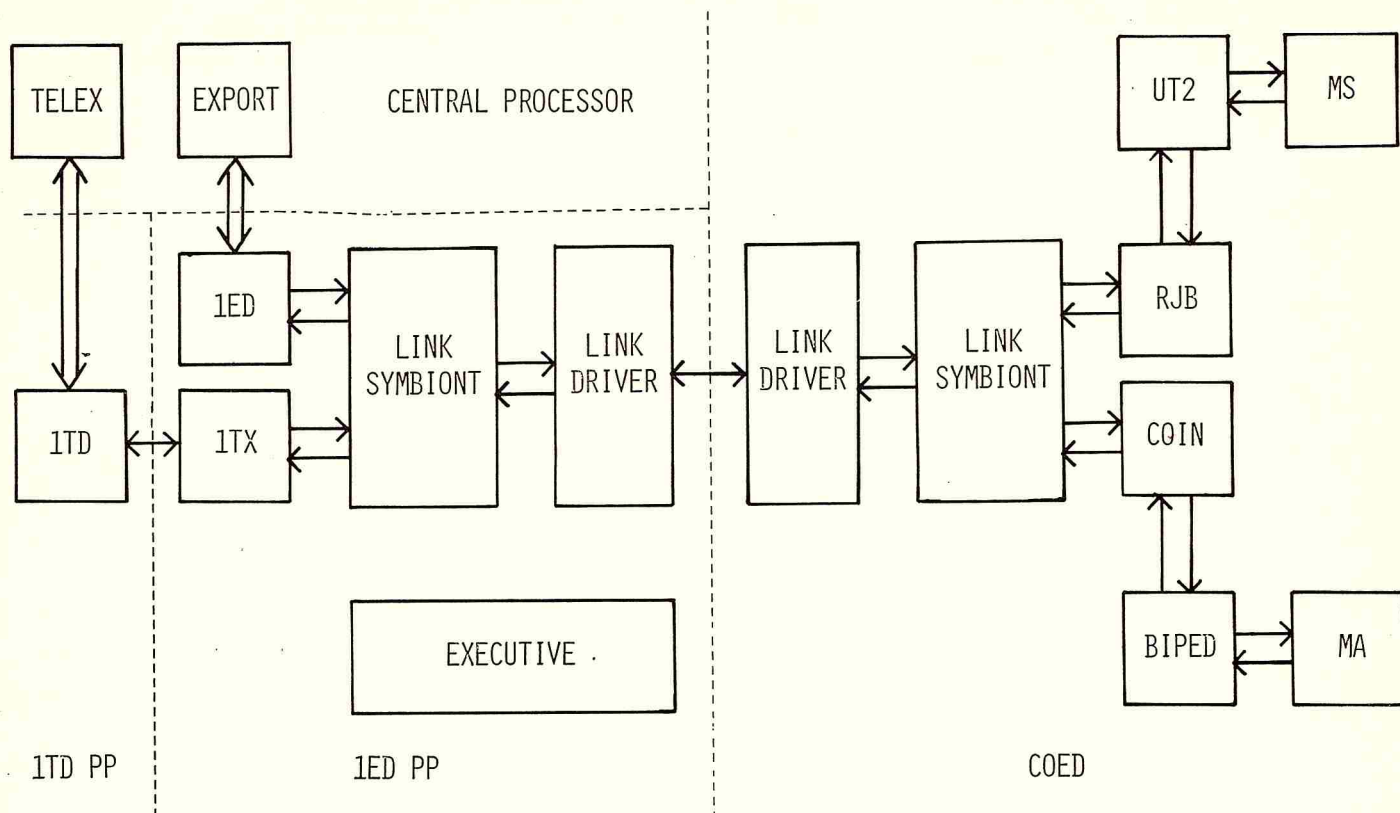 TELEX
EXPORT
CENTRAL PROCESSOR
UT2
MS
1ED
LINK
SYMBIONT
LINK
DRIVER
LINK
DRIVER
LINK
SYMBIONT
RJB
1TD
1TX
COIN
EXECUTIVE
BIPED
MA
1TD PP
1ED PP
COED